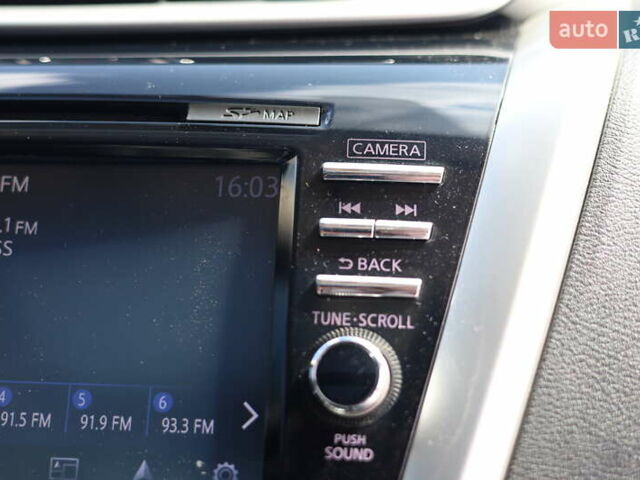 SD MAP
CAMERA
FM
16:03
.1 FM
SS
BACK
TUNE·SCROLL
4
5
6
91.5 FM
91.9 FM
93.3 FM
PUSH
SOUND
auto